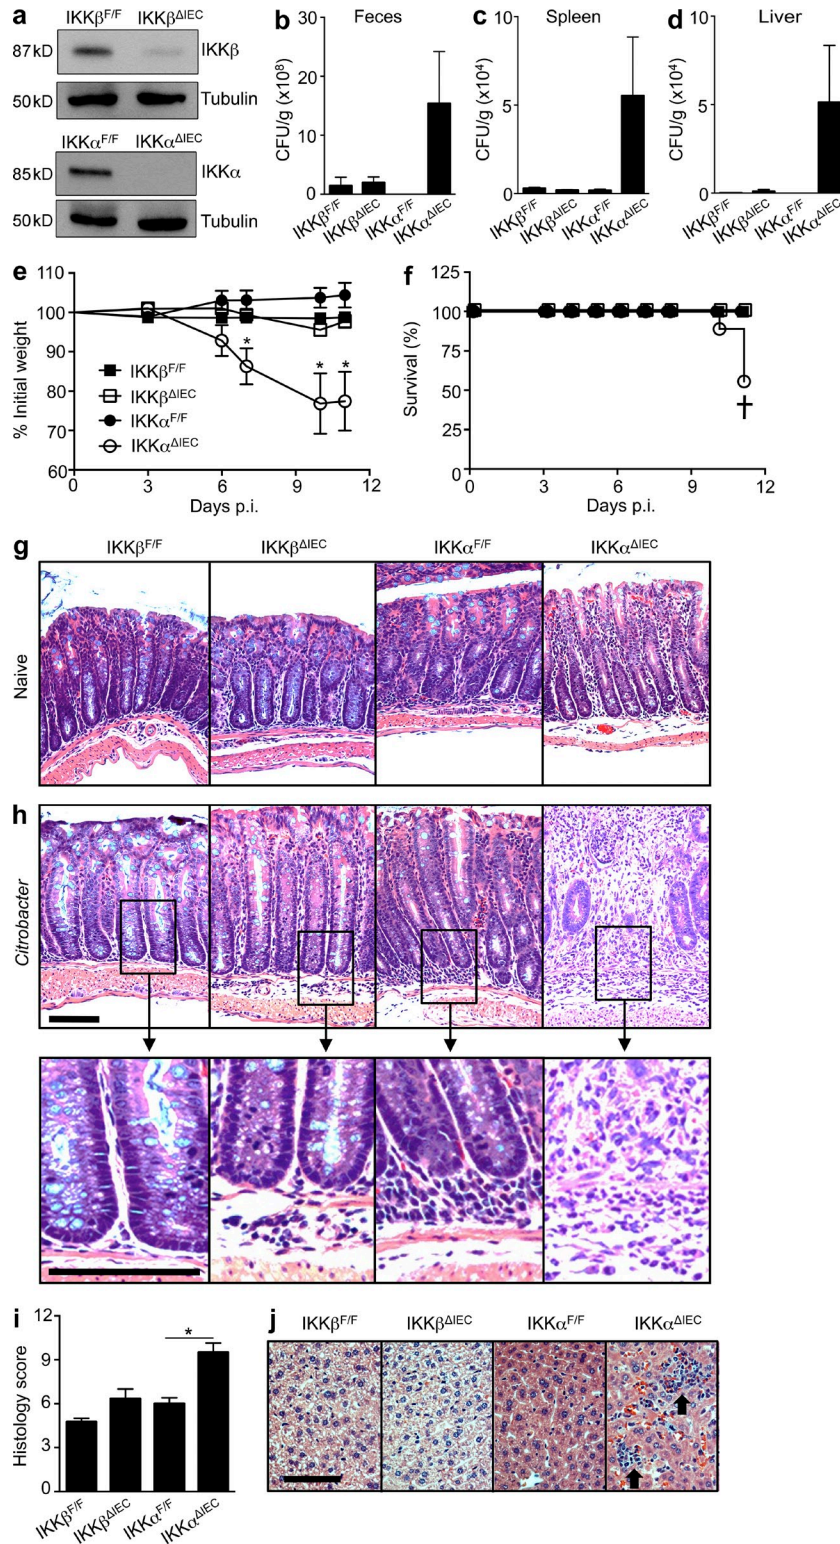 a
IKKβF/F IKKβΔIEC
87kD IKKβ
50kD Tubulin
IKKαF/F IKKαΔIEC
85kD IKKα
50kD Tubulin
b
Feces
CFU/g (x10⁸)
30
20
10
0
IKKβF/F
IKKβΔIEC
IKKαF/F
IKKαΔIEC
c
Spleen
CFU/g (x10⁴)
10
5
0
IKKβF/F
IKKβΔIEC
IKKαF/F
IKKαΔIEC
d
Liver
CFU/g (x10⁴)
10
5
0
IKKβF/F
IKKβΔIEC
IKKαF/F
IKKαΔIEC
e
% Initial weight
110
100
90
80
70
60
* * *
IKKβF/F
IKKβΔIEC
IKKαF/F
IKKαΔIEC
0 3 6 9 12
Days p.i.
f
Survival (%)
125
100
75
50
25
0
†
0 3 6 9 12
Days p.i.
g
IKKβF/F IKKβΔIEC IKKαF/F IKKαΔIEC
Naive
h
Citrobacter
i
Histology score
12
9
6
3
0
*
IKKβF/F
IKKβΔIEC
IKKαF/F
IKKαΔIEC
j
IKKβF/F IKKβΔIEC IKKαF/F IKKαΔIEC